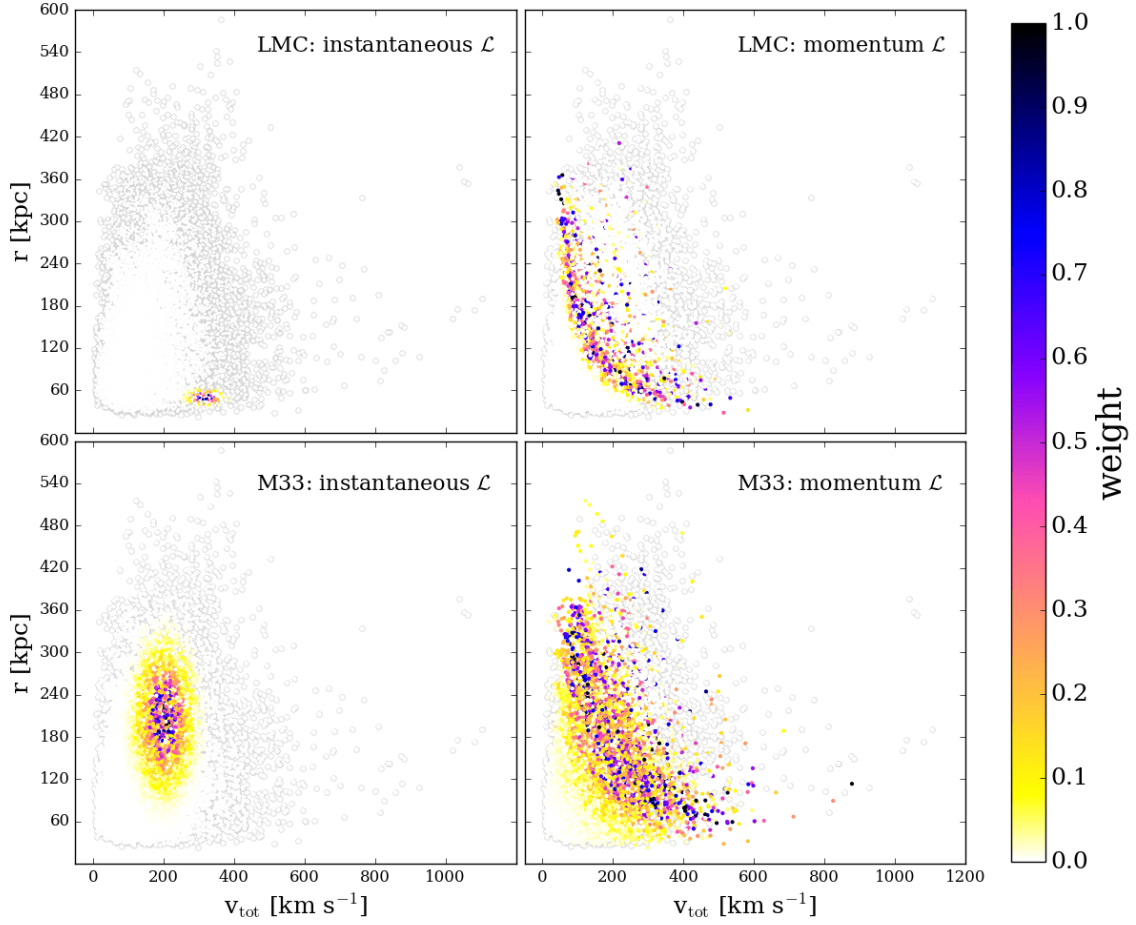 LMC: instantaneous ℒ
LMC: momentum ℒ
600
540
480
420
360
300
240
180
120
60
r [kpc]
M33: instantaneous ℒ
M33: momentum ℒ
600
540
480
420
360
300
240
180
120
60
r [kpc]
0 200 400 600 800 1000
0 200 400 600 800 1000 1200
v_tot [km s⁻¹]
v_tot [km s⁻¹]
1.0
0.9
0.8
0.7
0.6
0.5
0.4
0.3
0.2
0.1
0.0
weight